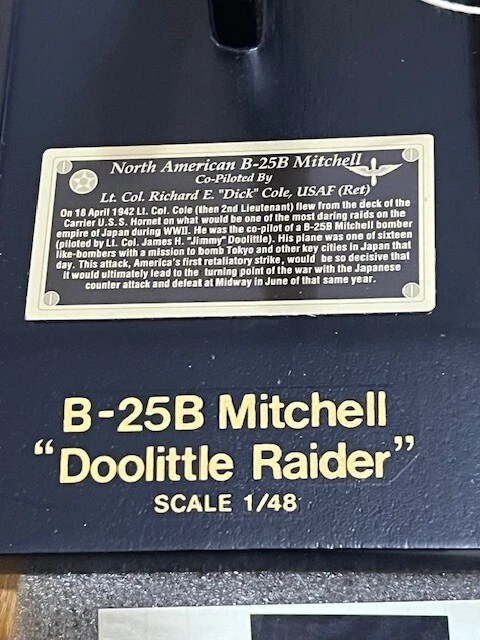 North American B-25B Mitchell
Co-Piloted By
Lt. Col. Richard E. "Dick" Cole, USAF (Ret)
On 18 April 1942 Lt. Col. Cole (then 2nd Lieutenant) flew from the deck of the
Carrier U.S.S. Hornet on what would be one of the most daring raids on the
empire of Japan during WWII. He was the co-pilot of a B-25B Mitchell bomber
(piloted by Lt. Col. James H. "Jimmy" Doolittle). His plane was one of sixteen
like-bombers with a mission to bomb Tokyo and other key cities in Japan that
day. This attack, America's first retaliatory strike, would be so decisive that
it would ultimately lead to the turning point of the war with the Japanese
counter attack and defeat at Midway in June of that same year.
B-25B Mitchell
“Doolittle Raider”
SCALE 1/48